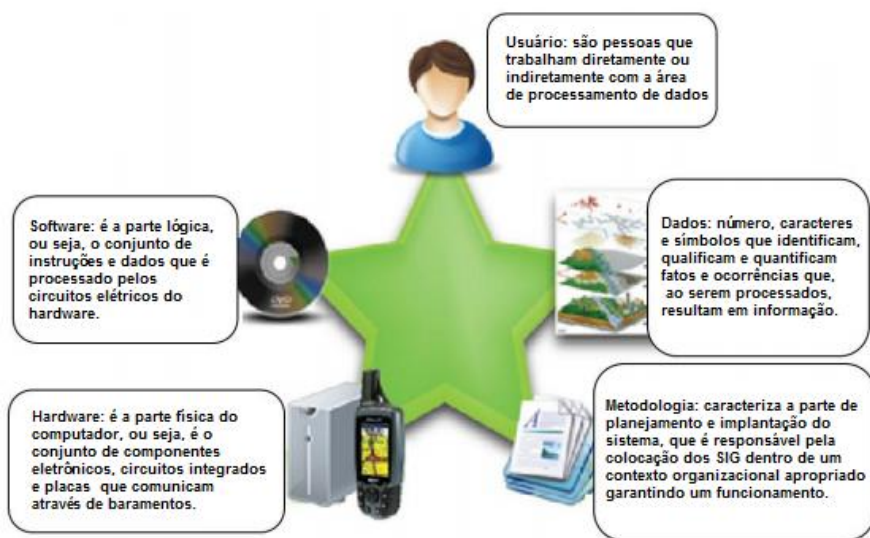 Usuário: são pessoas que
trabalham diretamente ou
indiretamente com a área
de processamento de dados
Software: é a parte lógica,
ou seja, o conjunto de
instruções e dados que é
processado pelos
circuitos elétricos do
hardware.
Dados: número, caracteres
e símbolos que identificam,
qualificam e quantificam
fatos e ocorrências que,
ao serem processados,
resultam em informação.
Hardware: é a parte física do
computador, ou seja, é o
conjunto de componentes
eletrônicos, circuitos integrados
e placas que comunicam
através de baramentos.
Metodologia: caracteriza a parte de
planejamento e implantação do
sistema, que é responsável pela
colocação dos SIG dentro de um
contexto organizacional apropriado
garantindo um funcionamento.
DVD
A